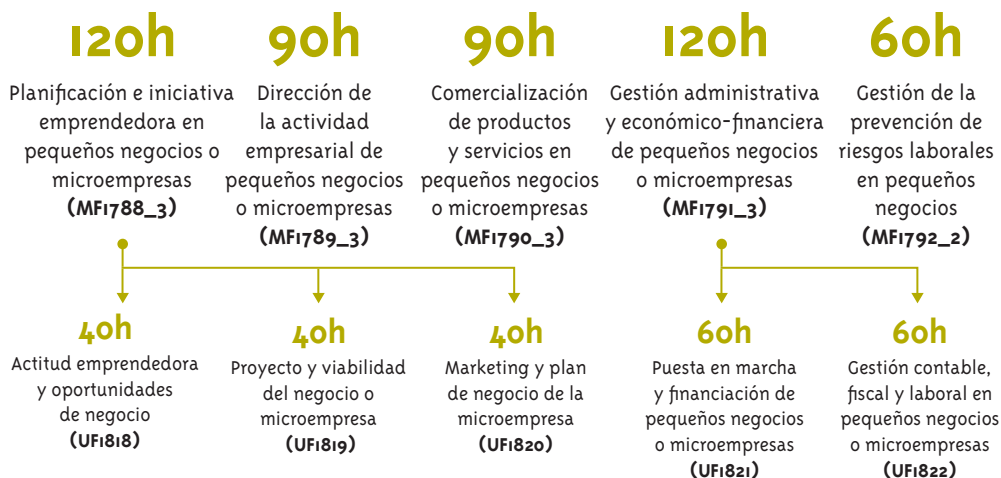 120h
Planificación e iniciativa
emprendedora en
pequeños negocios o
microempresas
(MF1788_3)
90h
Dirección de
la actividad
empresarial de
pequeños negocios
o microempresas
(MF1789_3)
90h
Comercialización
de productos
y servicios en
pequeños negocios
o microempresas
(MF1790_3)
120h
Gestión administrativa
y económico-financiera
de pequeños negocios
o microempresas
(MF1791_3)
60h
Gestión de la
prevención de
riesgos laborales
en pequeños
negocios
(MF1792_2)
40h
Actitud emprendedora
y oportunidades
de negocio
(UF1818)
40h
Proyecto y viabilidad
del negocio o
microempresa
(UF1819)
40h
Marketing y plan
de negocio de la
microempresa
(UF1820)
60h
Puesta en marcha
y financiación de
pequeños negocios
o microempresas
(UF1821)
60h
Gestión contable,
fiscal y laboral en
pequeños negocios
o microempresas
(UF1822)